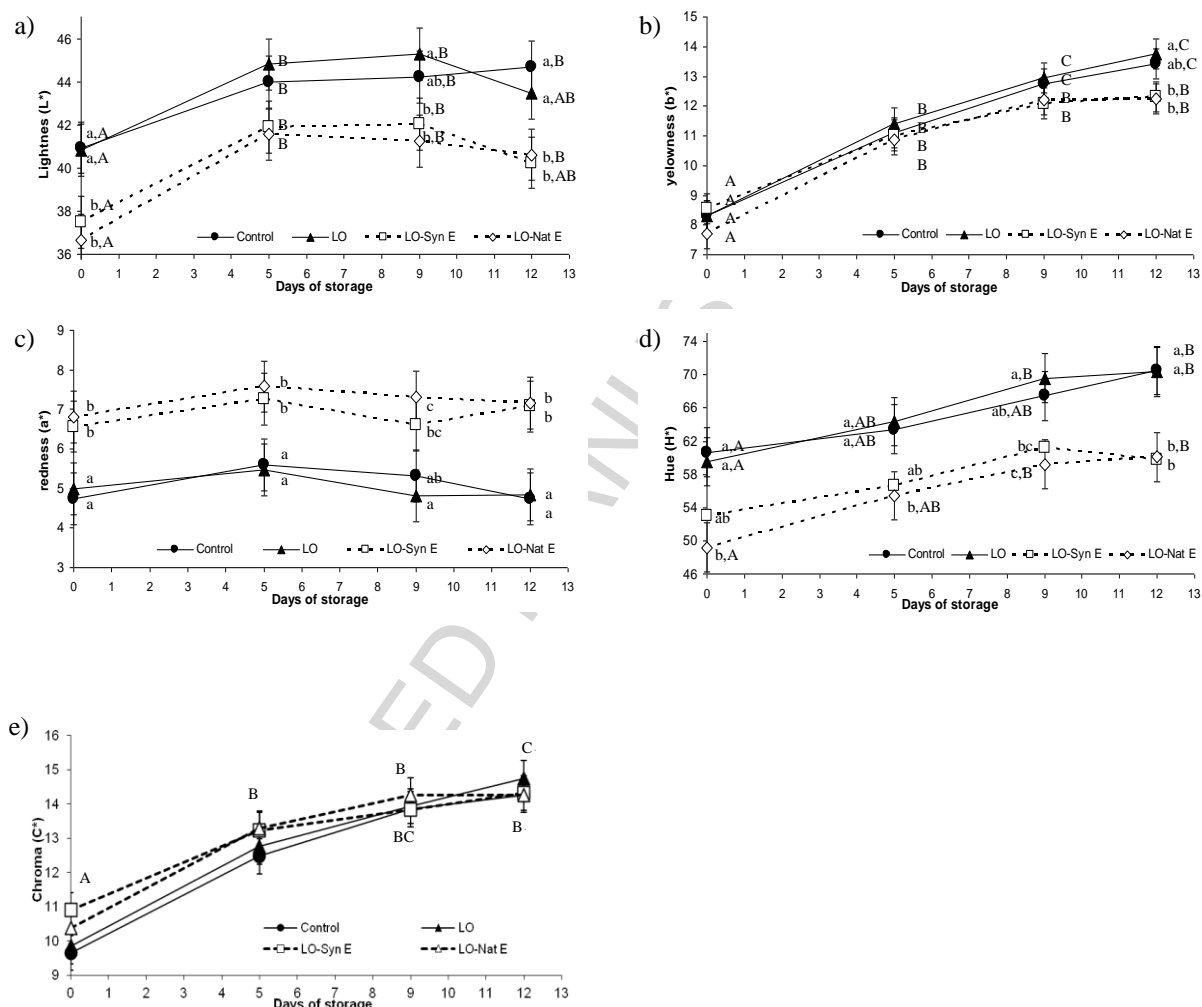 a)
Lightness (L*)
46
44
42
40
38
36
a,A
a,A
b,A
b,A
B
B
B
B
a,B
ab,B
b,B
b,B
a,B
a,AB
b,B
b,AB
Control LO LO-Syn E LO-Nat E
0 1 2 3 4 5 6 7 8 9 10 11 12 13
Days of storage
b)
yelowness (b*)
15
14
13
12
11
10
9
8
7
A
A
A
A
B
B
B
B
C
C
B
B
a,C
ab,C
b,B
b,B
Control LO LO-Syn E LO-Nat E
0 1 2 3 4 5 6 7 8 9 10 11 12 13
Days of storage
c)
redness (a*)
9
8
7
6
5
4
3
b
b
a
a
b
b
a
a
c
bc
ab
a
b
b
a
a
Control LO LO-Syn E LO-Nat E
0 1 2 3 4 5 6 7 8 9 10 11 12 13
Days of storage
d)
Hue (H*)
74
70
66
62
58
54
50
46
a,A
a,A
ab
b,A
a,AB
a,AB
ab
b,AB
a,B
ab,AB
bc
c,B
a,B
a,B
b,B
b
Control LO LO-Syn E LO-Nat E
0 1 2 3 4 5 6 7 8 9 10 11 12 13
Days of storage
e)
Chroma (C*)
16
15
14
13
12
11
10
9
A
B
B
BC
C
B
Control LO
LO-Syn E LO-Nat E
0 1 2 3 4 5 6 7 8 9 10 11 12 13
Days of storage